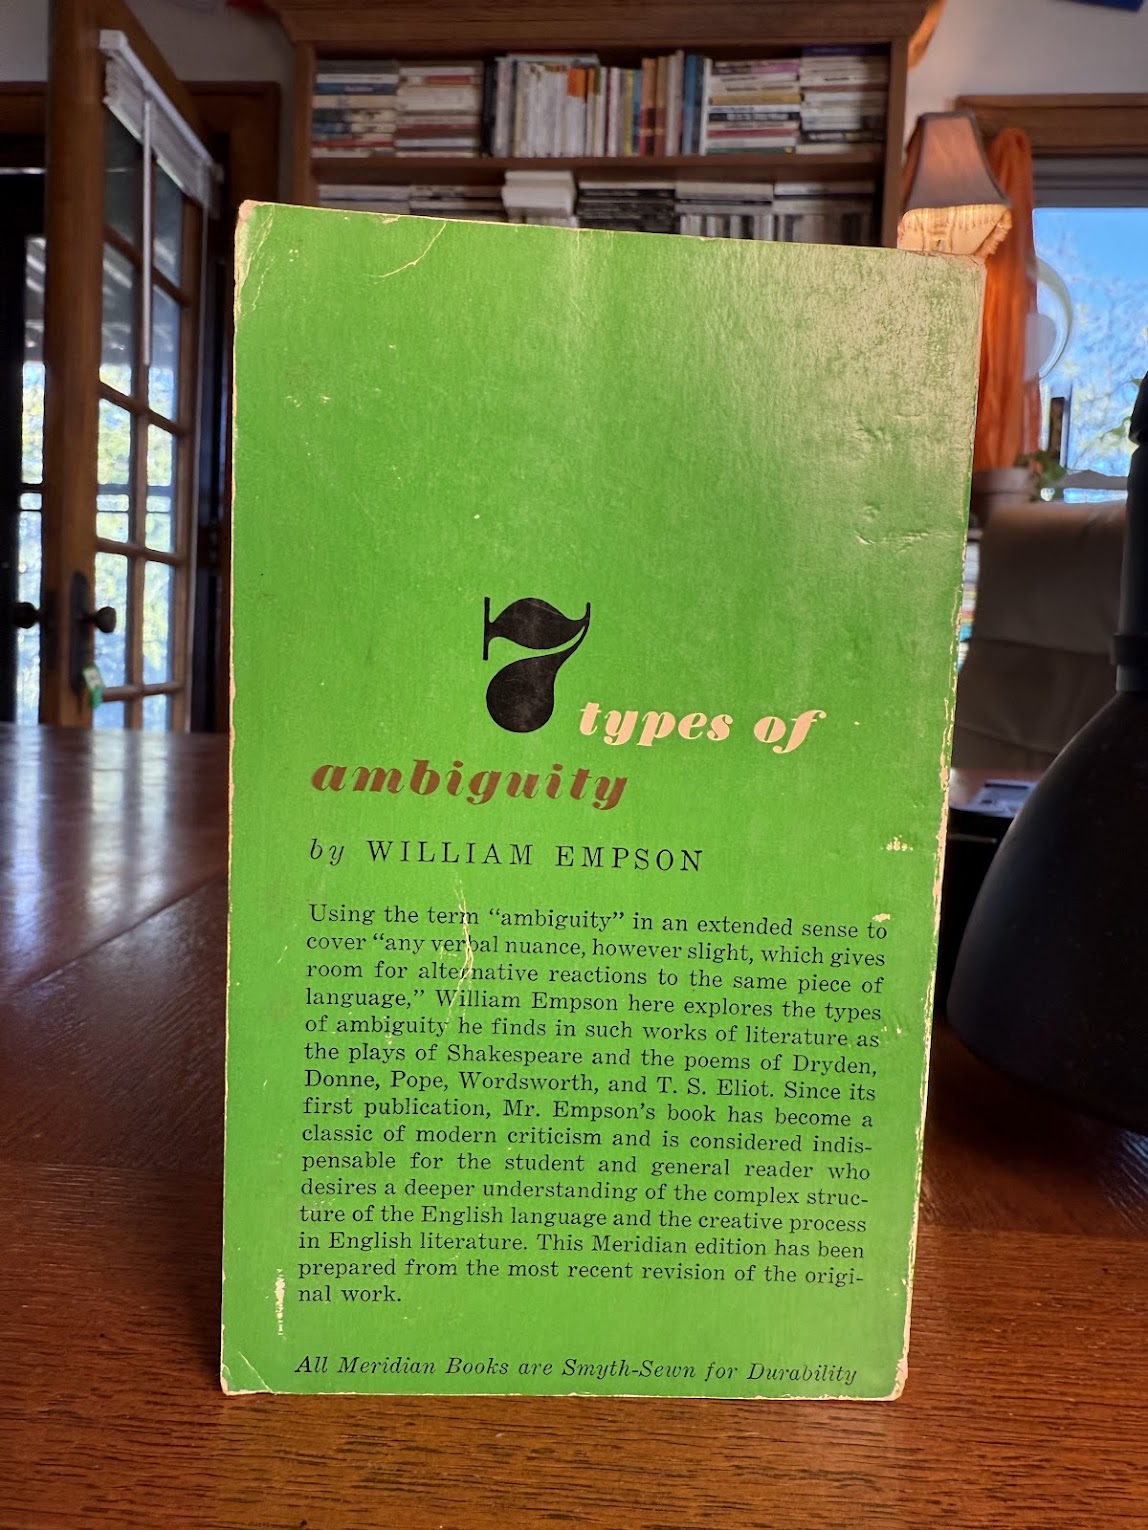 7 types of
ambiguity
by WILLIAM EMPSON
Using the term “ambiguity” in an extended sense to
cover “any verbal nuance, however slight, which gives
room for alternative reactions to the same piece of
language,” William Empson here explores the types
of ambiguity he finds in such works of literature as
the plays of Shakespeare and the poems of Dryden,
Donne, Pope, Wordsworth, and T. S. Eliot. Since its
first publication, Mr. Empson’s book has become a
classic of modern criticism and is considered indis-
pensable for the student and general reader who
desires a deeper understanding of the complex struc-
ture of the English language and the creative process
in English literature. This Meridian edition has been
prepared from the most recent revision of the origi-
nal work.
All Meridian Books are Smyth-Sewn for Durability